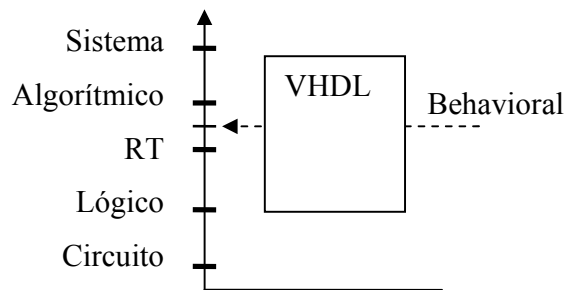 Sistema
Algorítmico
RT
Lógico
Circuito
VHDL
Behavioral